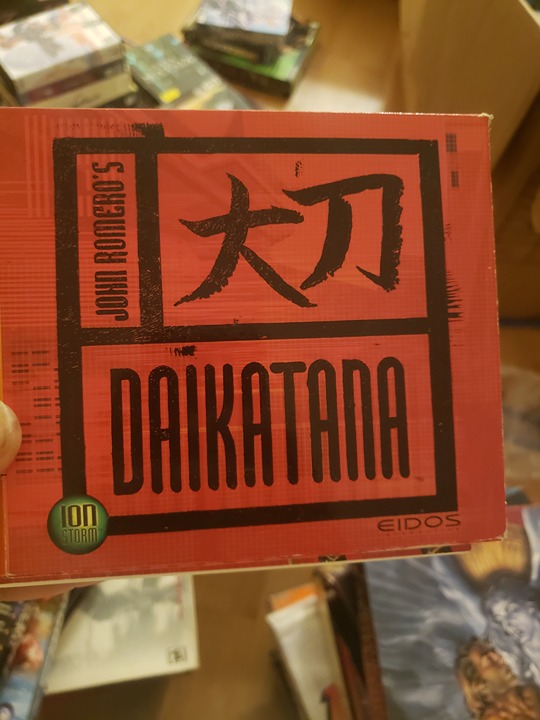 JOHN ROMERO'S
大刀
DAIKATANA
ION
STORM
EIDOS